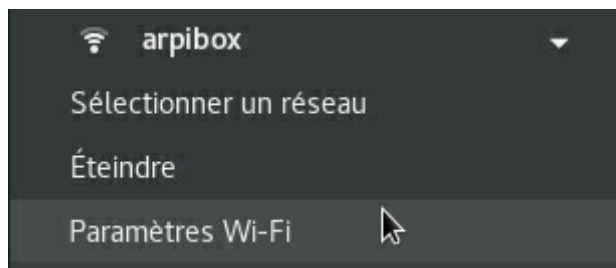 arpibox
Sélectionner un réseau
Éteindre
Paramètres Wi-Fi